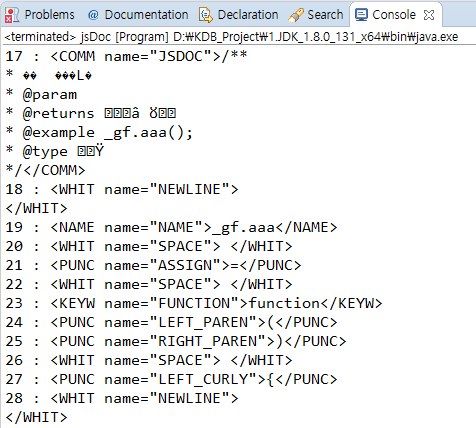 Problems @ Documentation Declaration Search Console
<terminated> jsDoc [Program] D:₩KDB_Project₩1.JDK_1.8.0_131_x64₩bin₩java.exe
17 : <COMM name="JSDOC">/**
*
* @param
* @returns
* @example _gf.aaa();
* @type
*/</COMM>
18 : <WHIT name="NEWLINE">
</WHIT>
19 : <NAME name="NAME">_gf.aaa</NAME>
20 : <WHIT name="SPACE"> </WHIT>
21 : <PUNC name="ASSIGN">=</PUNC>
22 : <WHIT name="SPACE"> </WHIT>
23 : <KEYW name="FUNCTION">function</KEYW>
24 : <PUNC name="LEFT_PAREN">(</PUNC>
25 : <PUNC name="RIGHT_PAREN">)</PUNC>
26 : <WHIT name="SPACE"> </WHIT>
27 : <PUNC name="LEFT_CURLY">{</PUNC>
28 : <WHIT name="NEWLINE">
</WHIT>